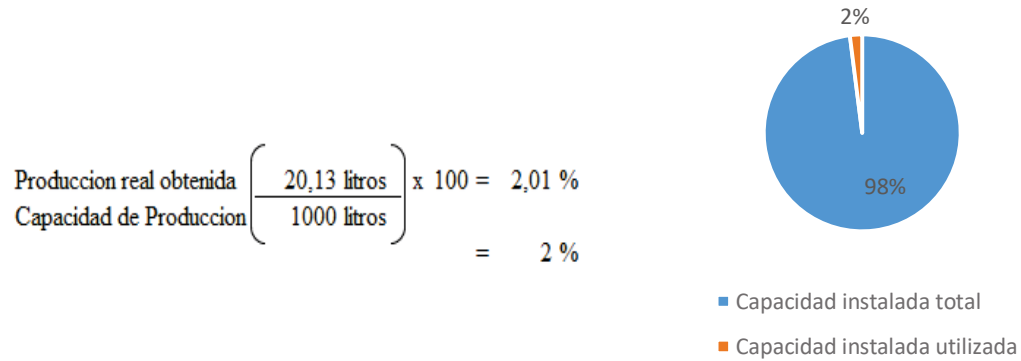 Produccion real obtenida 20,13 litros x 100 = 2,01 %
Capacidad de Produccion 1000 litros
= 2 %
2%
98%
Capacidad instalada total
Capacidad instalada utilizada